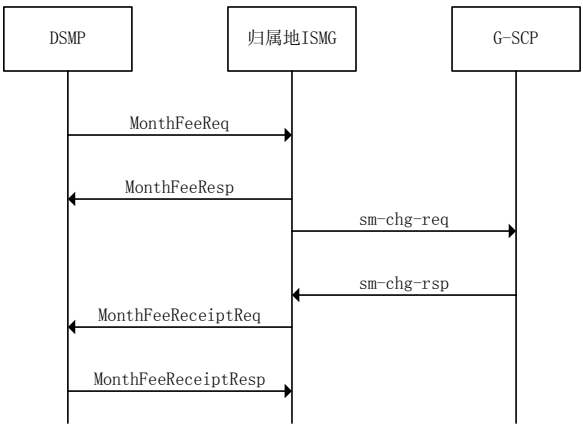 DSMP
归属地ISMG
G-SCP
MonthFeeReq
MonthFeeResp
sm-chg-req
sm-chg-rsp
MonthFeeReceiptReq
MonthFeeReceiptResp